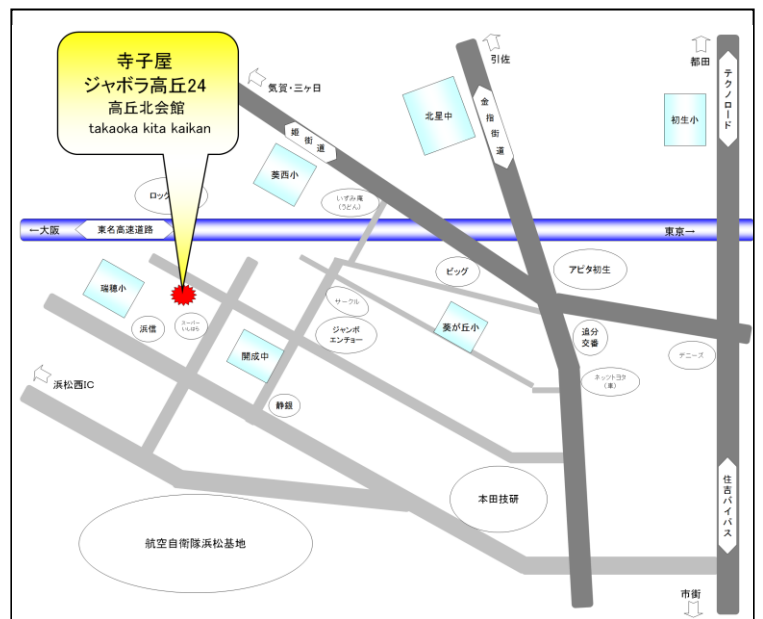 寺子屋
ジャボラ高丘24
高丘北会館
takaoka kita kaikan
気賀・三ヶ日
引佐
都田
テクノロード
姫街道
金指街道
北星中
初生小
葵西小
いずみ庵
(うどん)
ロック
←大阪
東名高速道路
東京→
瑞穂小
浜信
スーパー
いしはら
サークル
ジャンボ
エンチョー
ビッグ
アピタ初生
葵が丘小
追分
交番
デニーズ
ネッツトヨタ
(車)
開成中
静銀
浜松西IC
本田技研
住吉バイパス
航空自衛隊浜松基地
市街